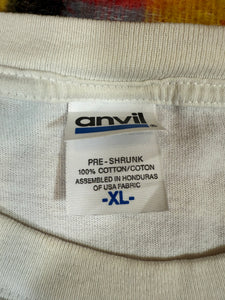 anvil
PRE-SHRUNK
100% COTTON/COTON
ASSEMBLED IN HONDURAS
OF USA FABRIC
-XL-